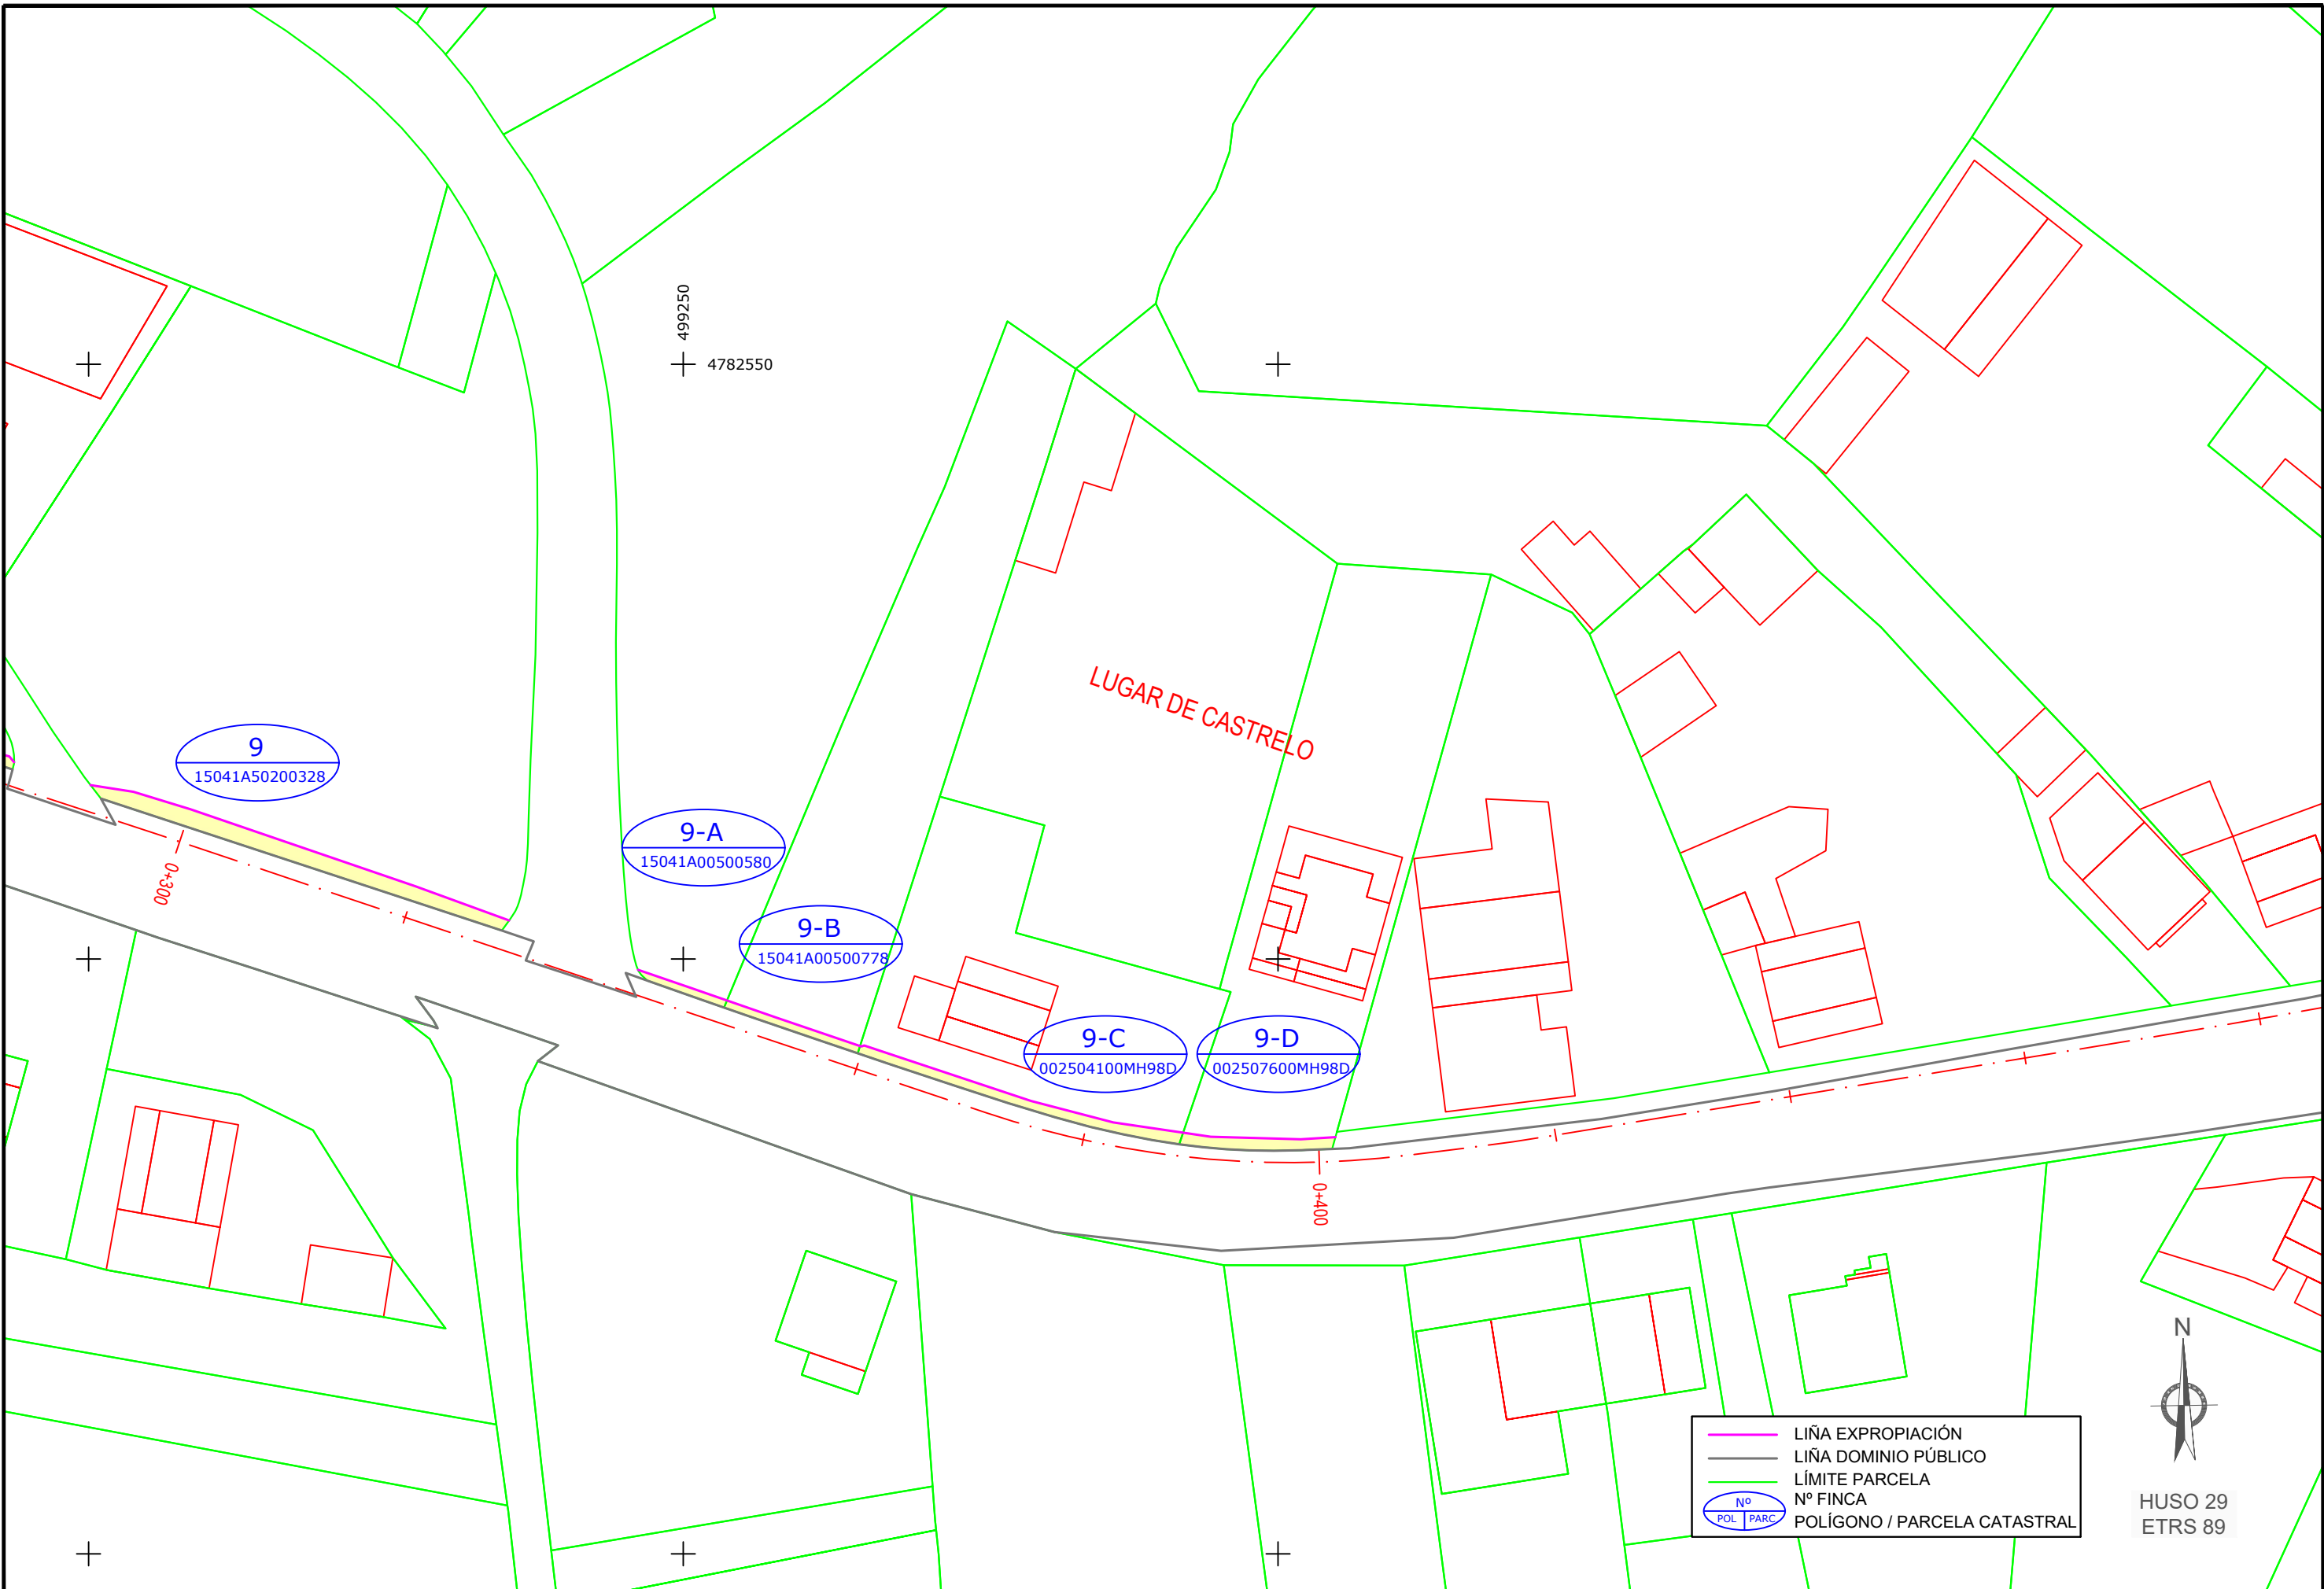 499250
4782550
LUGAR DE CASTRELO
9
15041A50200328
9-A
15041A00500580
0+300
9-B
15041A00500778
9-C
002504100MH98D
9-D
002507600MH98D
0+400
N
LIÑA EXPROPIACIÓN
LIÑA DOMINIO PÚBLICO
LÍMITE PARCELA
Nº
POL PARC
Nº FINCA
POLÍGONO / PARCELA CATASTRAL
HUSO 29
ETRS 89